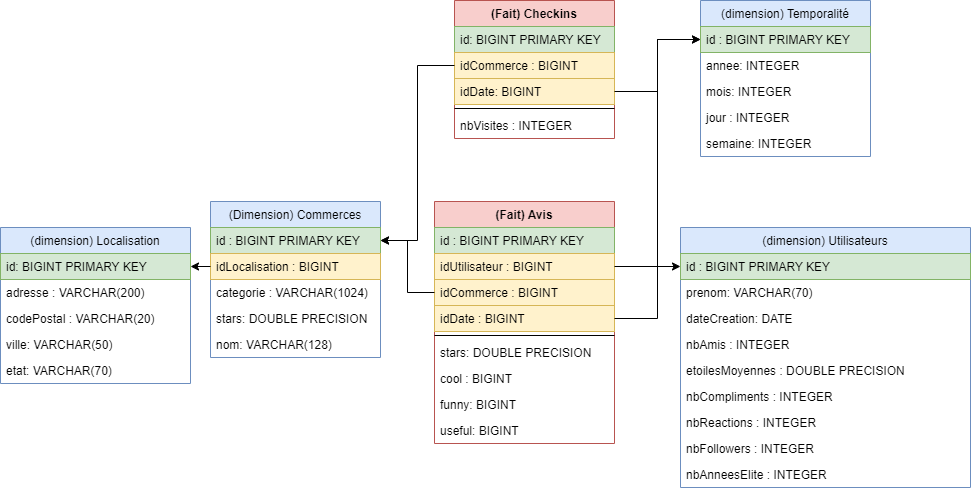 (Fait) Checkins
id: BIGINT PRIMARY KEY
idCommerce : BIGINT
idDate: BIGINT
nbVisites : INTEGER
(dimension) Temporalité
id : BIGINT PRIMARY KEY
annee: INTEGER
mois: INTEGER
jour : INTEGER
semaine: INTEGER
(dimension) Localisation
id: BIGINT PRIMARY KEY
adresse : VARCHAR(200)
codePostal : VARCHAR(20)
ville: VARCHAR(50)
etat: VARCHAR(70)
(Dimension) Commerces
id : BIGINT PRIMARY KEY
idLocalisation : BIGINT
categorie : VARCHAR(1024)
stars: DOUBLE PRECISION
nom: VARCHAR(128)
(Fait) Avis
id : BIGINT PRIMARY KEY
idUtilisateur : BIGINT
idCommerce : BIGINT
idDate : BIGINT
stars: DOUBLE PRECISION
cool : BIGINT
funny: BIGINT
useful: BIGINT
(dimension) Utilisateurs
id : BIGINT PRIMARY KEY
prenom: VARCHAR(70)
dateCreation: DATE
nbAmis : INTEGER
etoilesMoyennes : DOUBLE PRECISION
nbCompliments : INTEGER
nbReactions : INTEGER
nbFollowers : INTEGER
nbAnneesElite : INTEGER